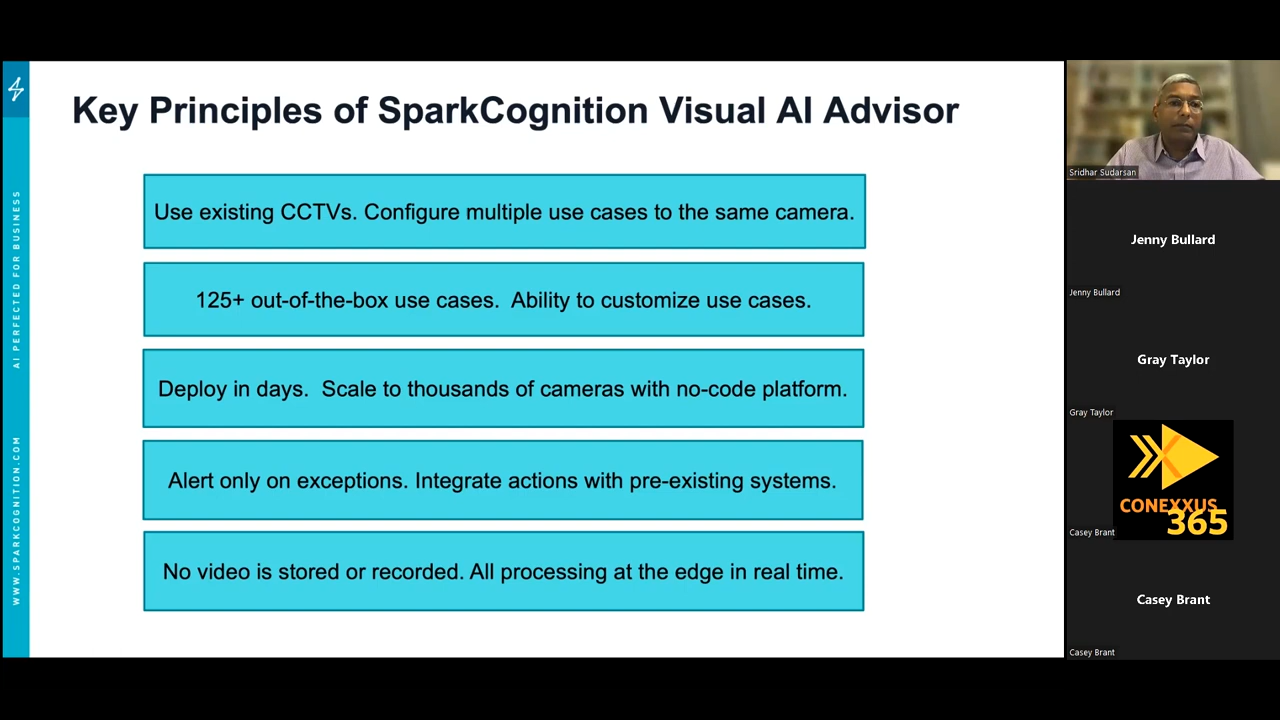 Key Principles of SparkCognition Visual AI Advisor
Use existing CCTVs. Configure multiple use cases to the same camera.
125+ out-of-the-box use cases.  Ability to customize use cases.
Deploy in days.  Scale to thousands of cameras with no-code platform.
Alert only on exceptions. Integrate actions with pre-existing systems.
No video is stored or recorded. All processing at the edge in real time.
AI PERFECTED FOR BUSINESS
WWW.SPARKCOGNITION.COM
Sridhar Sudarsan
Jenny Bullard
Jenny Bullard
Gray Taylor
Gray Taylor
CONEXXUS
365
Casey Brant
Casey Brant
Casey Brant